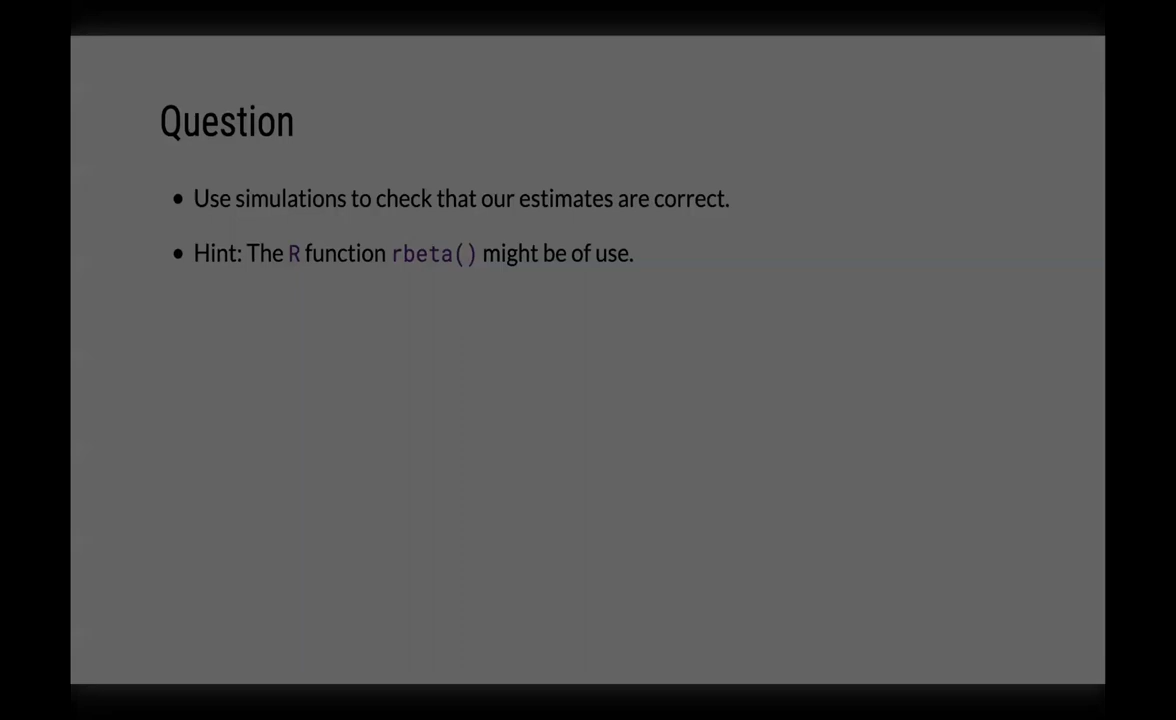 Question
• Use simulations to check that our estimates are correct.
• Hint: The R function rbeta() might be of use.